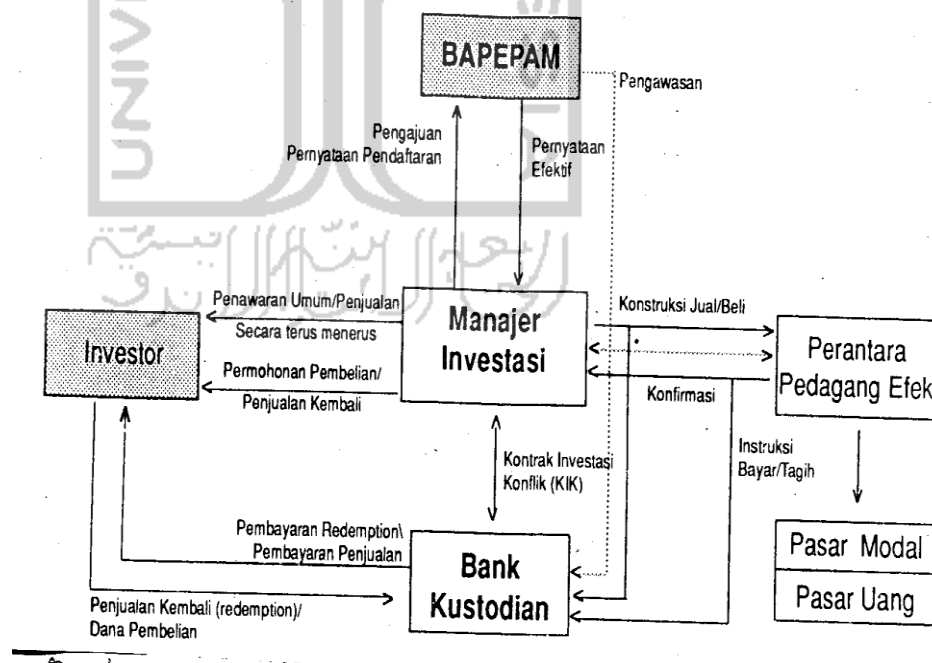 UNIV
BAPEPAM
Pengawasan
Pengajuan
Pernyataan Pendaftaran
Pernyataan
Efektif
Penawaran Umum/Penjualan
Secara terus menerus
Manajer
Investasi
Konstruksi Jual/Beli
Investor
Perantara
Pedagang Efek
Permohonan Pembelian/
Penjualan Kembali
Konfirmasi
Kontrak Investasi
Konflik (KIK)
Instruksi
Bayar/Tagih
Pembayaran Redemption\
Pembayaran Penjualan
Bank
Kustodian
Pasar Modal
Pasar Uang
Penjualan Kembali (redemption)/
Dana Pembelian